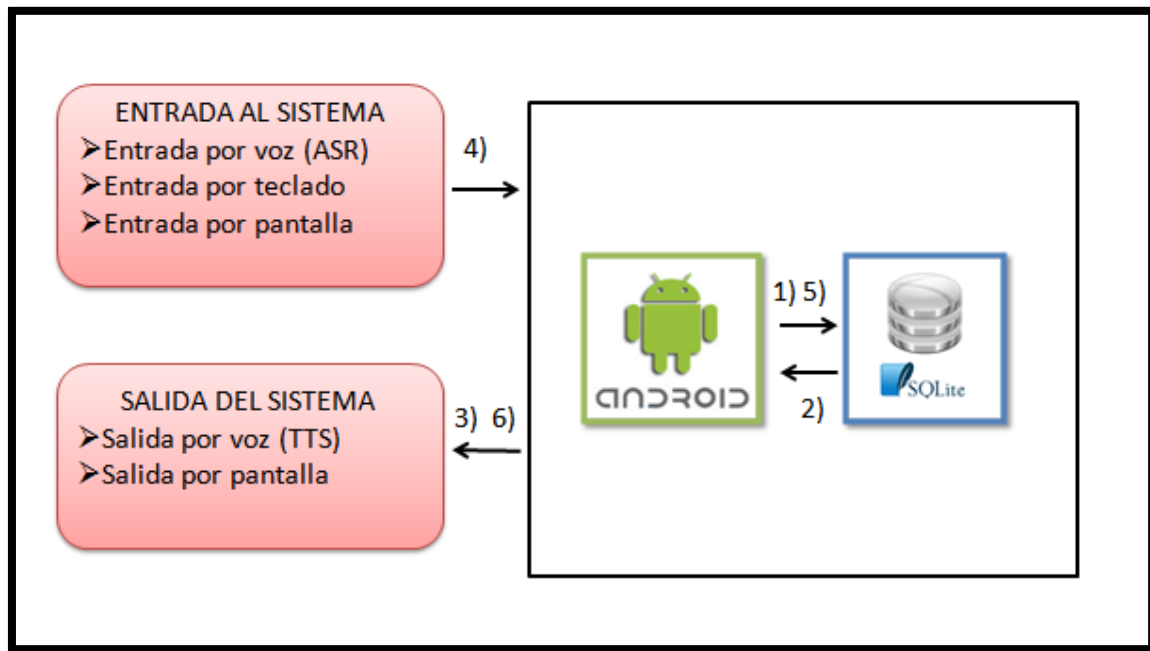 ENTRADA AL SISTEMA
➢Entrada por voz (ASR)
➢Entrada por teclado
➢Entrada por pantalla
4)
SALIDA DEL SISTEMA
➢Salida por voz (TTS)
➢Salida por pantalla
3) 6)
ANDROID
1) 5)
2)
SQLite